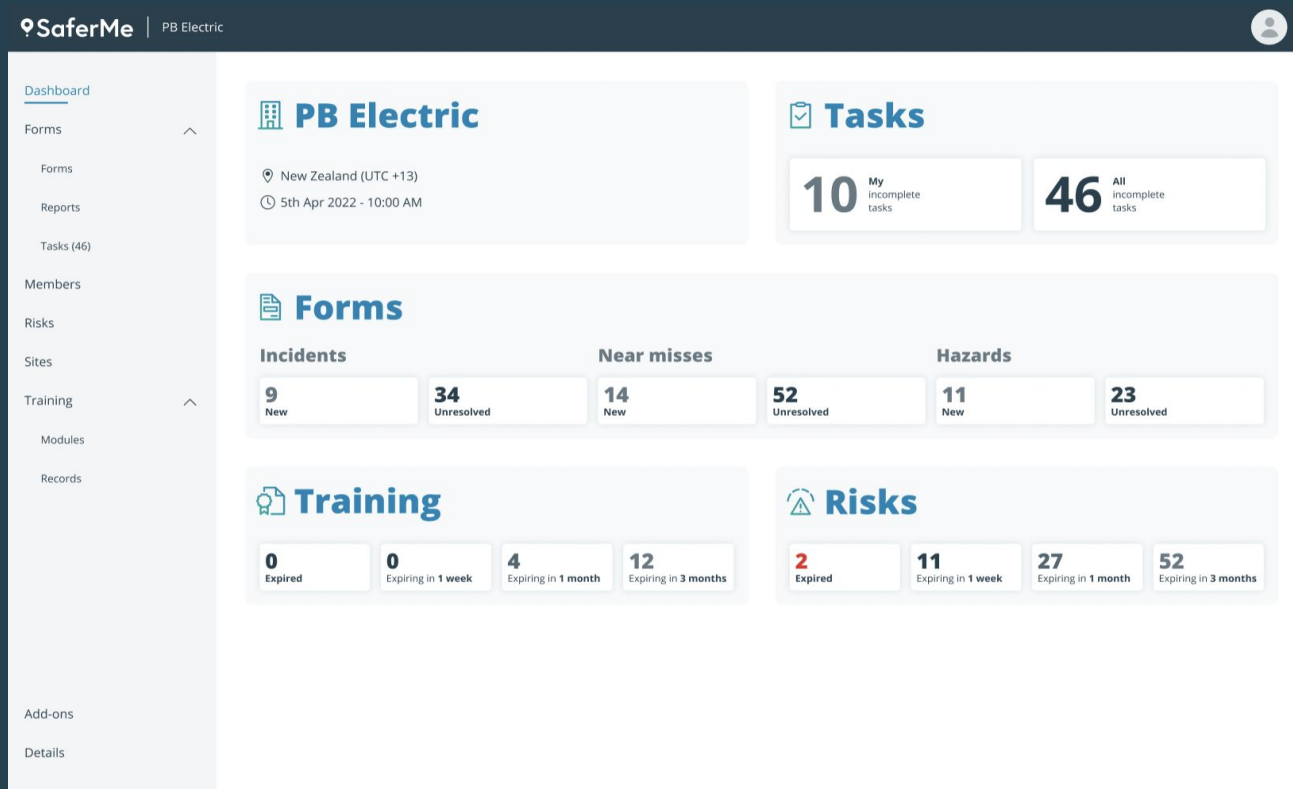 SaferMe | PB Electric
Dashboard
Forms
Forms
Reports
Tasks (46)
Members
Risks
Sites
Training
Modules
Records
Add-ons
Details
PB Electric
New Zealand (UTC +13)
5th Apr 2022 - 10:00 AM
Tasks
10
My
incomplete
tasks
46
All
incomplete
tasks
Forms
Incidents
9
New
34
Unresolved
Near misses
14
New
52
Unresolved
Hazards
11
New
23
Unresolved
Training
0
Expired
0
Expiring in 1 week
4
Expiring in 1 month
12
Expiring in 3 months
Risks
2
Expired
11
Expiring in 1 week
27
Expiring in 1 month
52
Expiring in 3 months